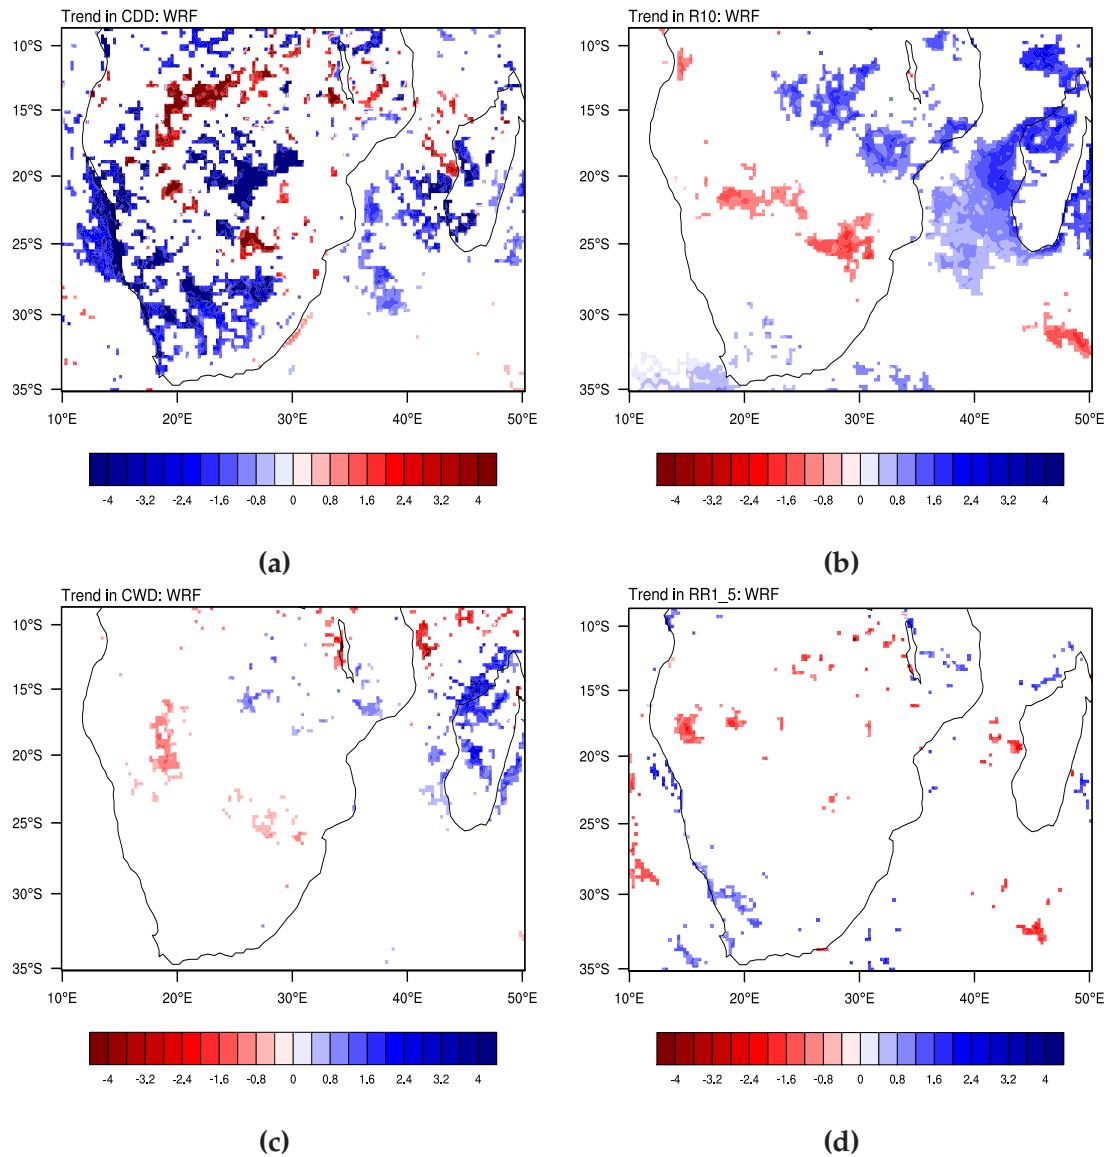 Trend in CDD: WRF
Trend in R10: WRF
10°S
15°S
20°S
25°S
30°S
35°S
10°E 20°E 30°E 40°E 50°E
10°S
15°S
20°S
25°S
30°S
35°S
10°E 20°E 30°E 40°E 50°E
-4 -3.2 -2.4 -1.6 -0.8 0 0.8 1.6 2.4 3.2 4
-4 -3.2 -2.4 -1.6 -0.8 0 0.8 1.6 2.4 3.2 4
(a)
(b)
Trend in CWD: WRF
Trend in RR1_5: WRF
10°S
15°S
20°S
25°S
30°S
35°S
10°E 20°E 30°E 40°E 50°E
10°S
15°S
20°S
25°S
30°S
35°S
10°E 20°E 30°E 40°E 50°E
-4 -3.2 -2.4 -1.6 -0.8 0 0.8 1.6 2.4 3.2 4
-4 -3.2 -2.4 -1.6 -0.8 0 0.8 1.6 2.4 3.2 4
(c)
(d)